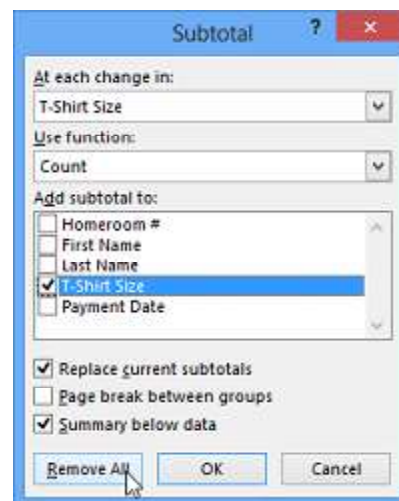 Subtotal ? ×
At each change in:
T-Shirt Size
Use function:
Count
Add subtotal to:
Homeroom #
First Name
Last Name
T-Shirt Size
Payment Date
Replace current subtotals
Page break between groups
Summary below data
Remove All OK Cancel